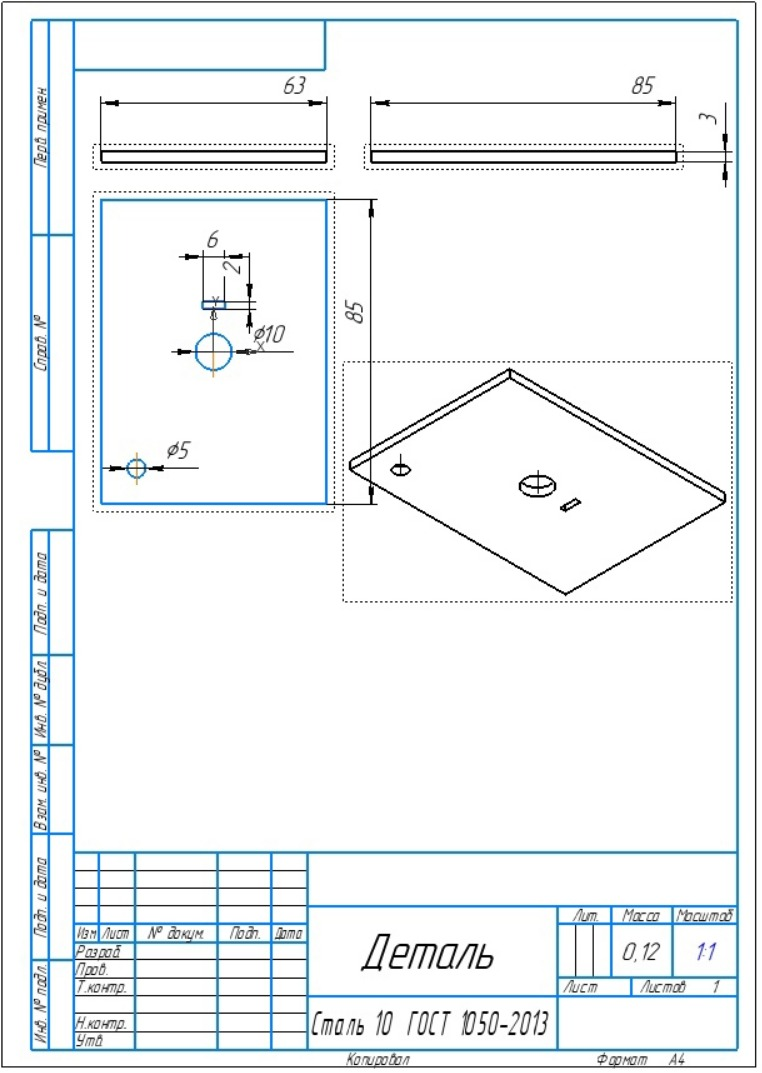 63
85
3
6
2
Y
⌀10
X
85
⌀5
Перв. примен.
Справ. №
Подп. и дата
Инв. № дубл.
Взам. инв. №
Подп. и дата
Инв. № подл.
Изм Лист № докум. Подп. Дата
Разраб.
Пров.
Т.контр.
Н.контр.
Утв.
Деталь
Сталь 10 ГОСТ 1050-2013
Лит. Масса Масштаб
0,12 1:1
Лист Листов 1
Копировал Формат А4